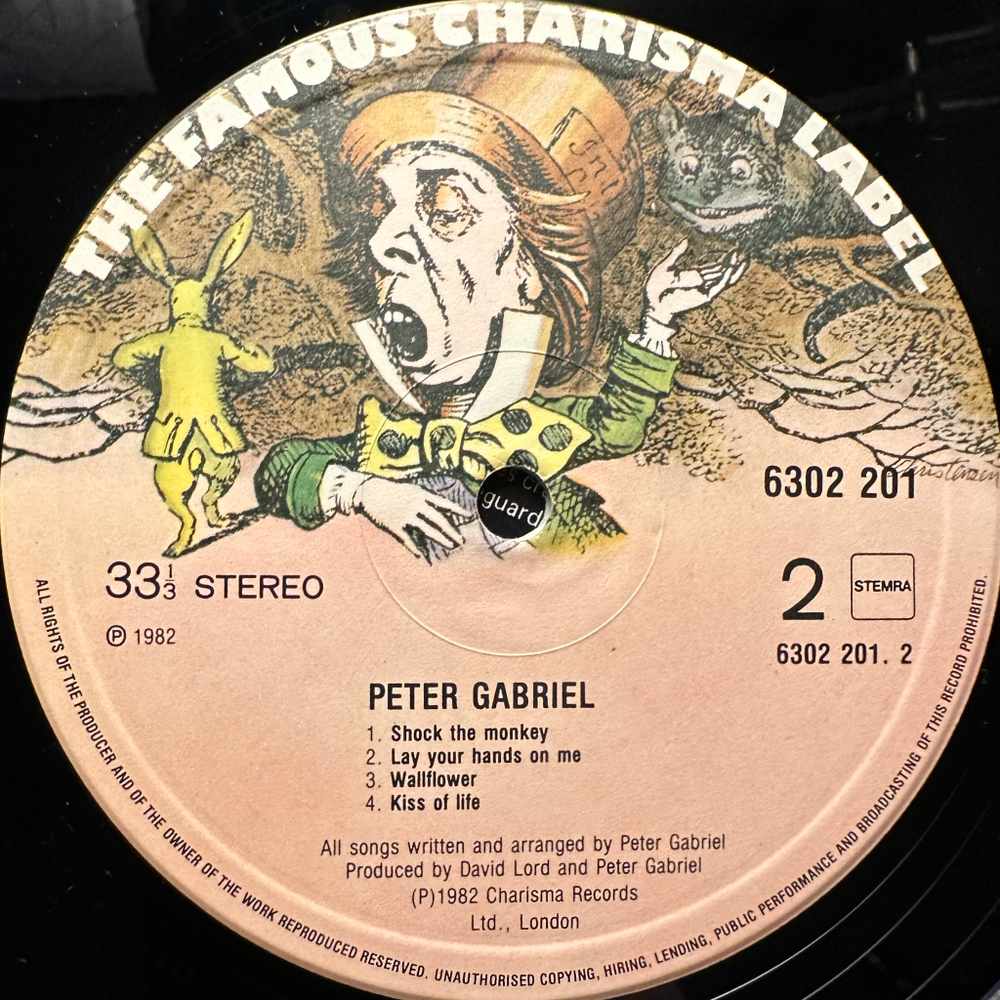 THE FAMOUS CHARISMA LABEL
Christensen
6302 201
guard
33 1/3 STEREO
2 STEMRA
℗ 1982
6302 201. 2
PETER GABRIEL
1. Shock the monkey
2. Lay your hands on me
3. Wallflower
4. Kiss of life
All songs written and arranged by Peter Gabriel
Produced by David Lord and Peter Gabriel
(P)1982 Charisma Records
Ltd., London
ALL RIGHTS OF THE PRODUCER AND OF THE OWNER OF THE WORK REPRODUCED RESERVED. UNAUTHORISED COPYING, HIRING, LENDING, PUBLIC PERFORMANCE AND BROADCASTING OF THIS RECORD PROHIBITED.